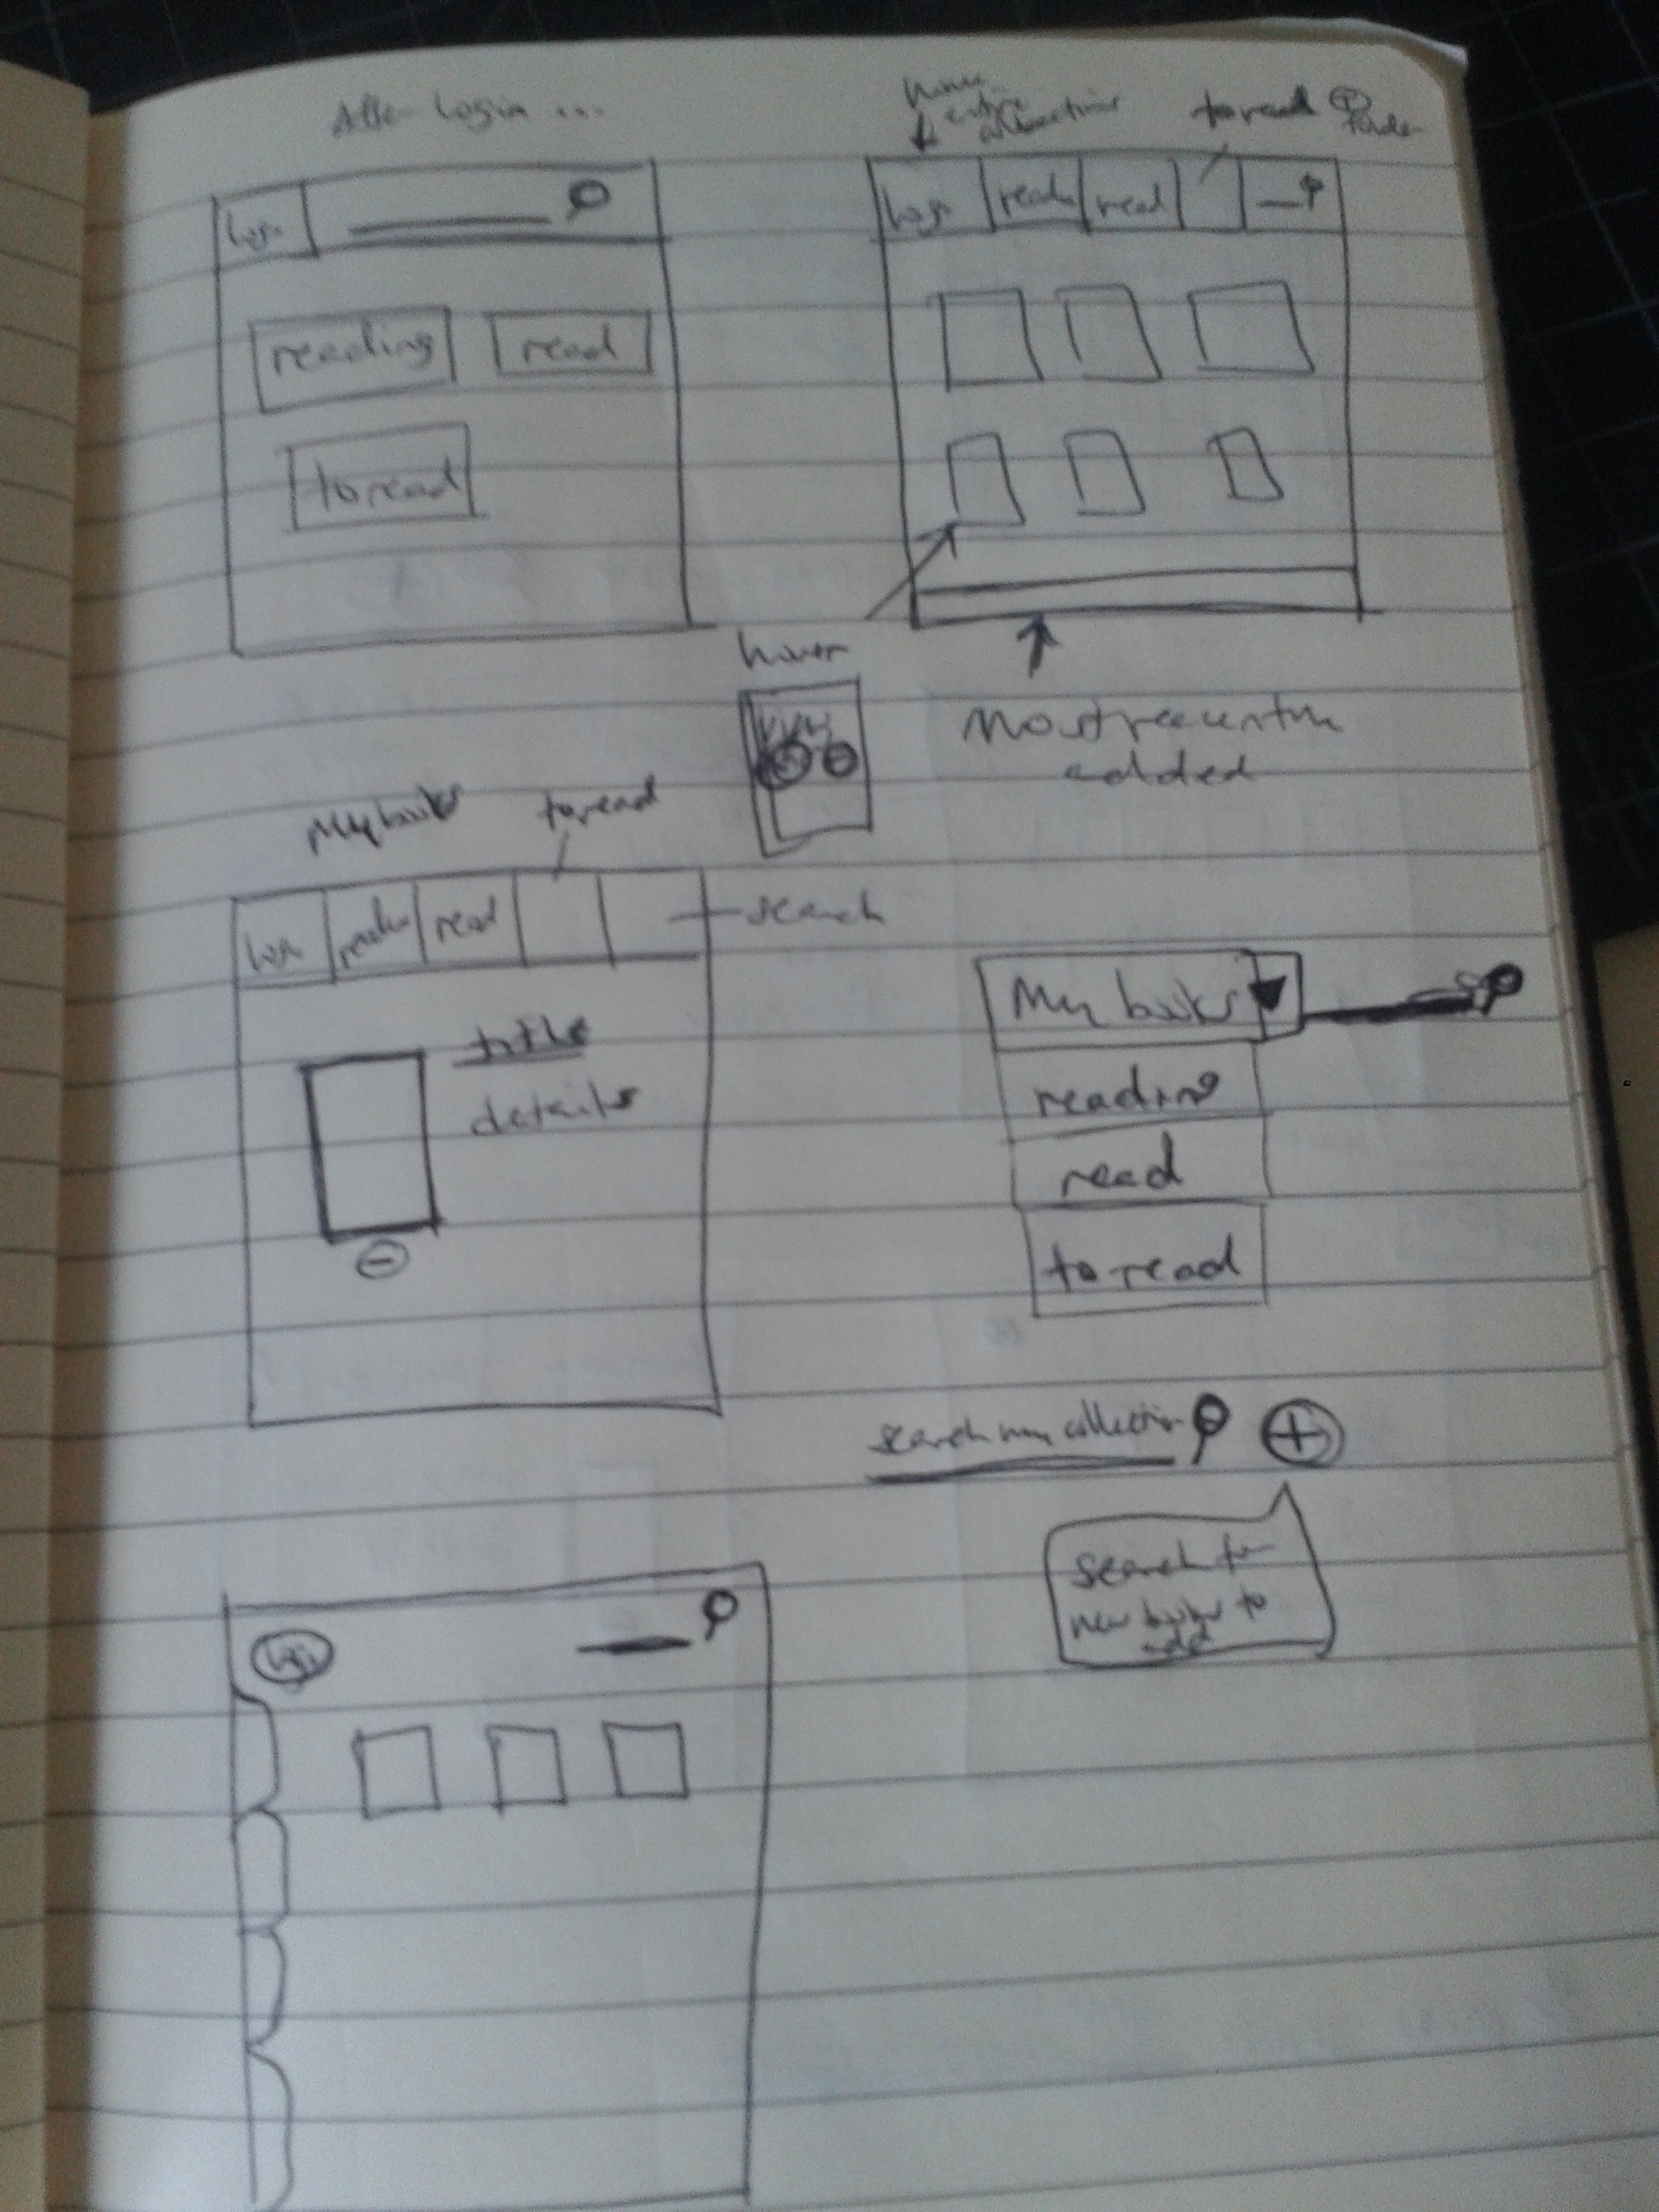 After login ...
home
entire
collection
to read
logo
reading
read
to read
logo
reading
read
hover
Most recently
added
My books
to read
logo
reading
read
search
title
details
My books
reading
read
to read
search my collection
search for
new books to
add
logo